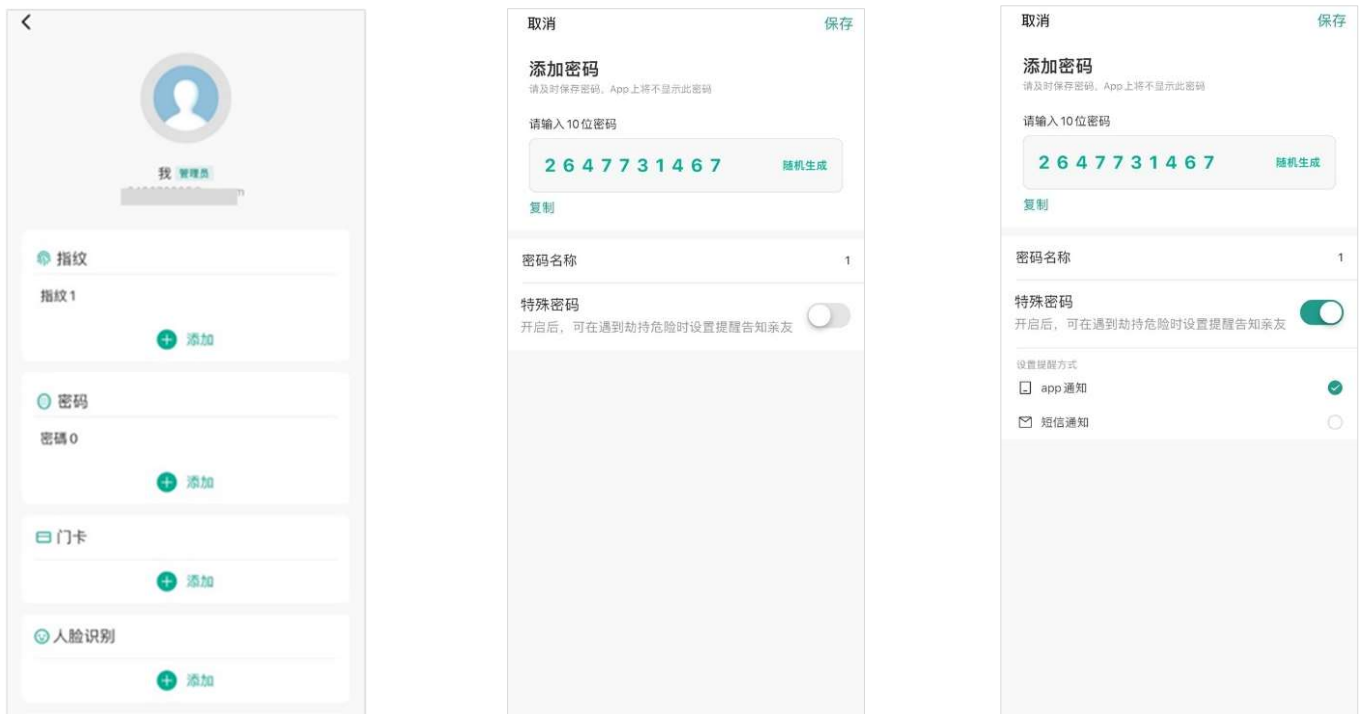 我 管理员
指纹
指纹1
添加
密码
密碼0
添加
门卡
添加
人脸识别
添加
取消 保存
添加密码
请及时保存密码，App上将不显示此密码
请输入10位密码
2647731467 随机生成
复制
密码名称 1
特殊密码
开启后，可在遇到劫持危险时设置提醒告知亲友
取消 保存
添加密码
请及时保存密码，App上将不显示此密码
请输入10位密码
2647731467 随机生成
复制
密码名称 1
特殊密码
开启后，可在遇到劫持危险时设置提醒告知亲友
设置提醒方式
app通知
短信通知